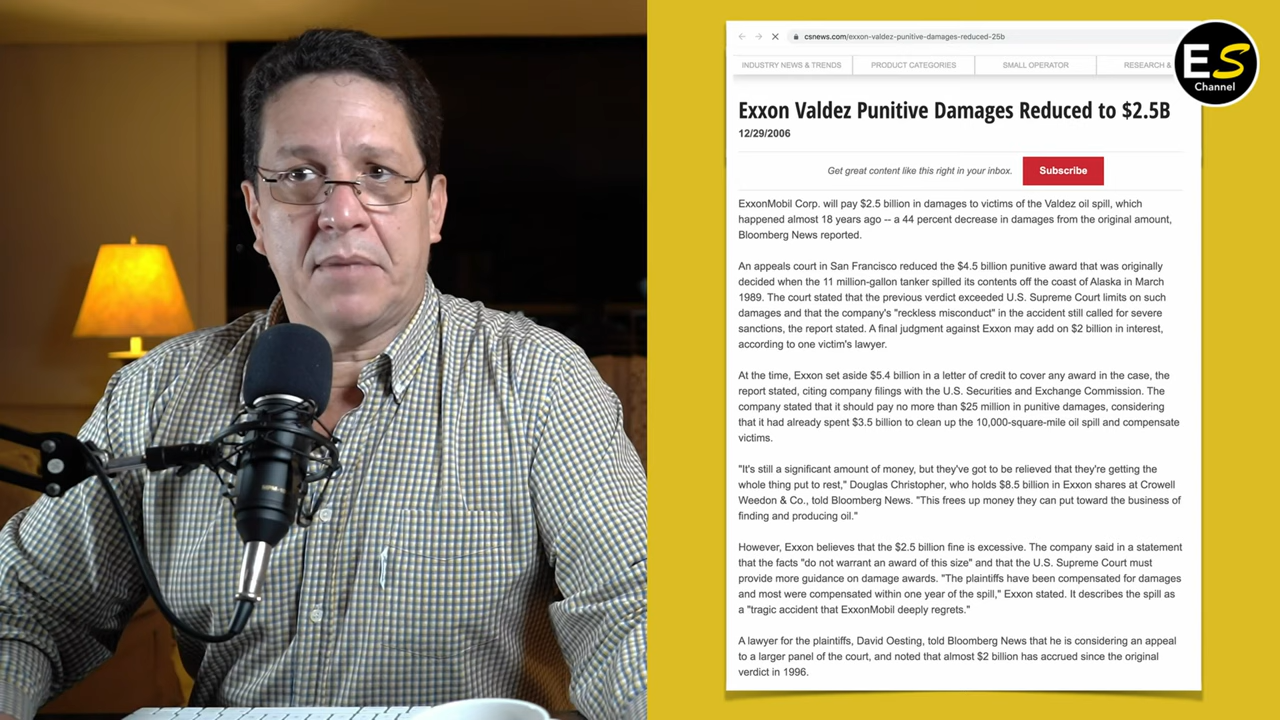 csnews.com/exxon-valdez-punitive-damages-reduced-25b
INDUSTRY NEWS & TRENDS
PRODUCT CATEGORIES
SMALL OPERATOR
RESEARCH &
ES
Channel
Exxon Valdez Punitive Damages Reduced to $2.5B
12/29/2006
Get great content like this right in your inbox.
Subscribe
ExxonMobil Corp. will pay $2.5 billion in damages to victims of the Valdez oil spill, which
happened almost 18 years ago -- a 44 percent decrease in damages from the original amount,
Bloomberg News reported.
An appeals court in San Francisco reduced the $4.5 billion punitive award that was originally
decided when the 11 million-gallon tanker spilled its contents off the coast of Alaska in March
1989. The court stated that the previous verdict exceeded U.S. Supreme Court limits on such
damages and that the company's "reckless misconduct" in the accident still called for severe
sanctions, the report stated. A final judgment against Exxon may add on $2 billion in interest,
according to one victim's lawyer.
At the time, Exxon set aside $5.4 billion in a letter of credit to cover any award in the case, the
report stated, citing company filings with the U.S. Securities and Exchange Commission. The
company stated that it should pay no more than $25 million in punitive damages, considering
that it had already spent $3.5 billion to clean up the 10,000-square-mile oil spill and compensate
victims.
"It's still a significant amount of money, but they've got to be relieved that they're getting the
whole thing put to rest," Douglas Christopher, who holds $8.5 billion in Exxon shares at Crowell
Weedon & Co., told Bloomberg News. "This frees up money they can put toward the business of
finding and producing oil."
However, Exxon believes that the $2.5 billion fine is excessive. The company said in a statement
that the facts "do not warrant an award of this size" and that the U.S. Supreme Court must
provide more guidance on damage awards. "The plaintiffs have been compensated for damages
and most were compensated within one year of the spill," Exxon stated. It describes the spill as
a "tragic accident that ExxonMobil deeply regrets."
A lawyer for the plaintiffs, David Oesting, told Bloomberg News that he is considering an appeal
to a larger panel of the court, and noted that almost $2 billion has accrued since the original
verdict in 1996.